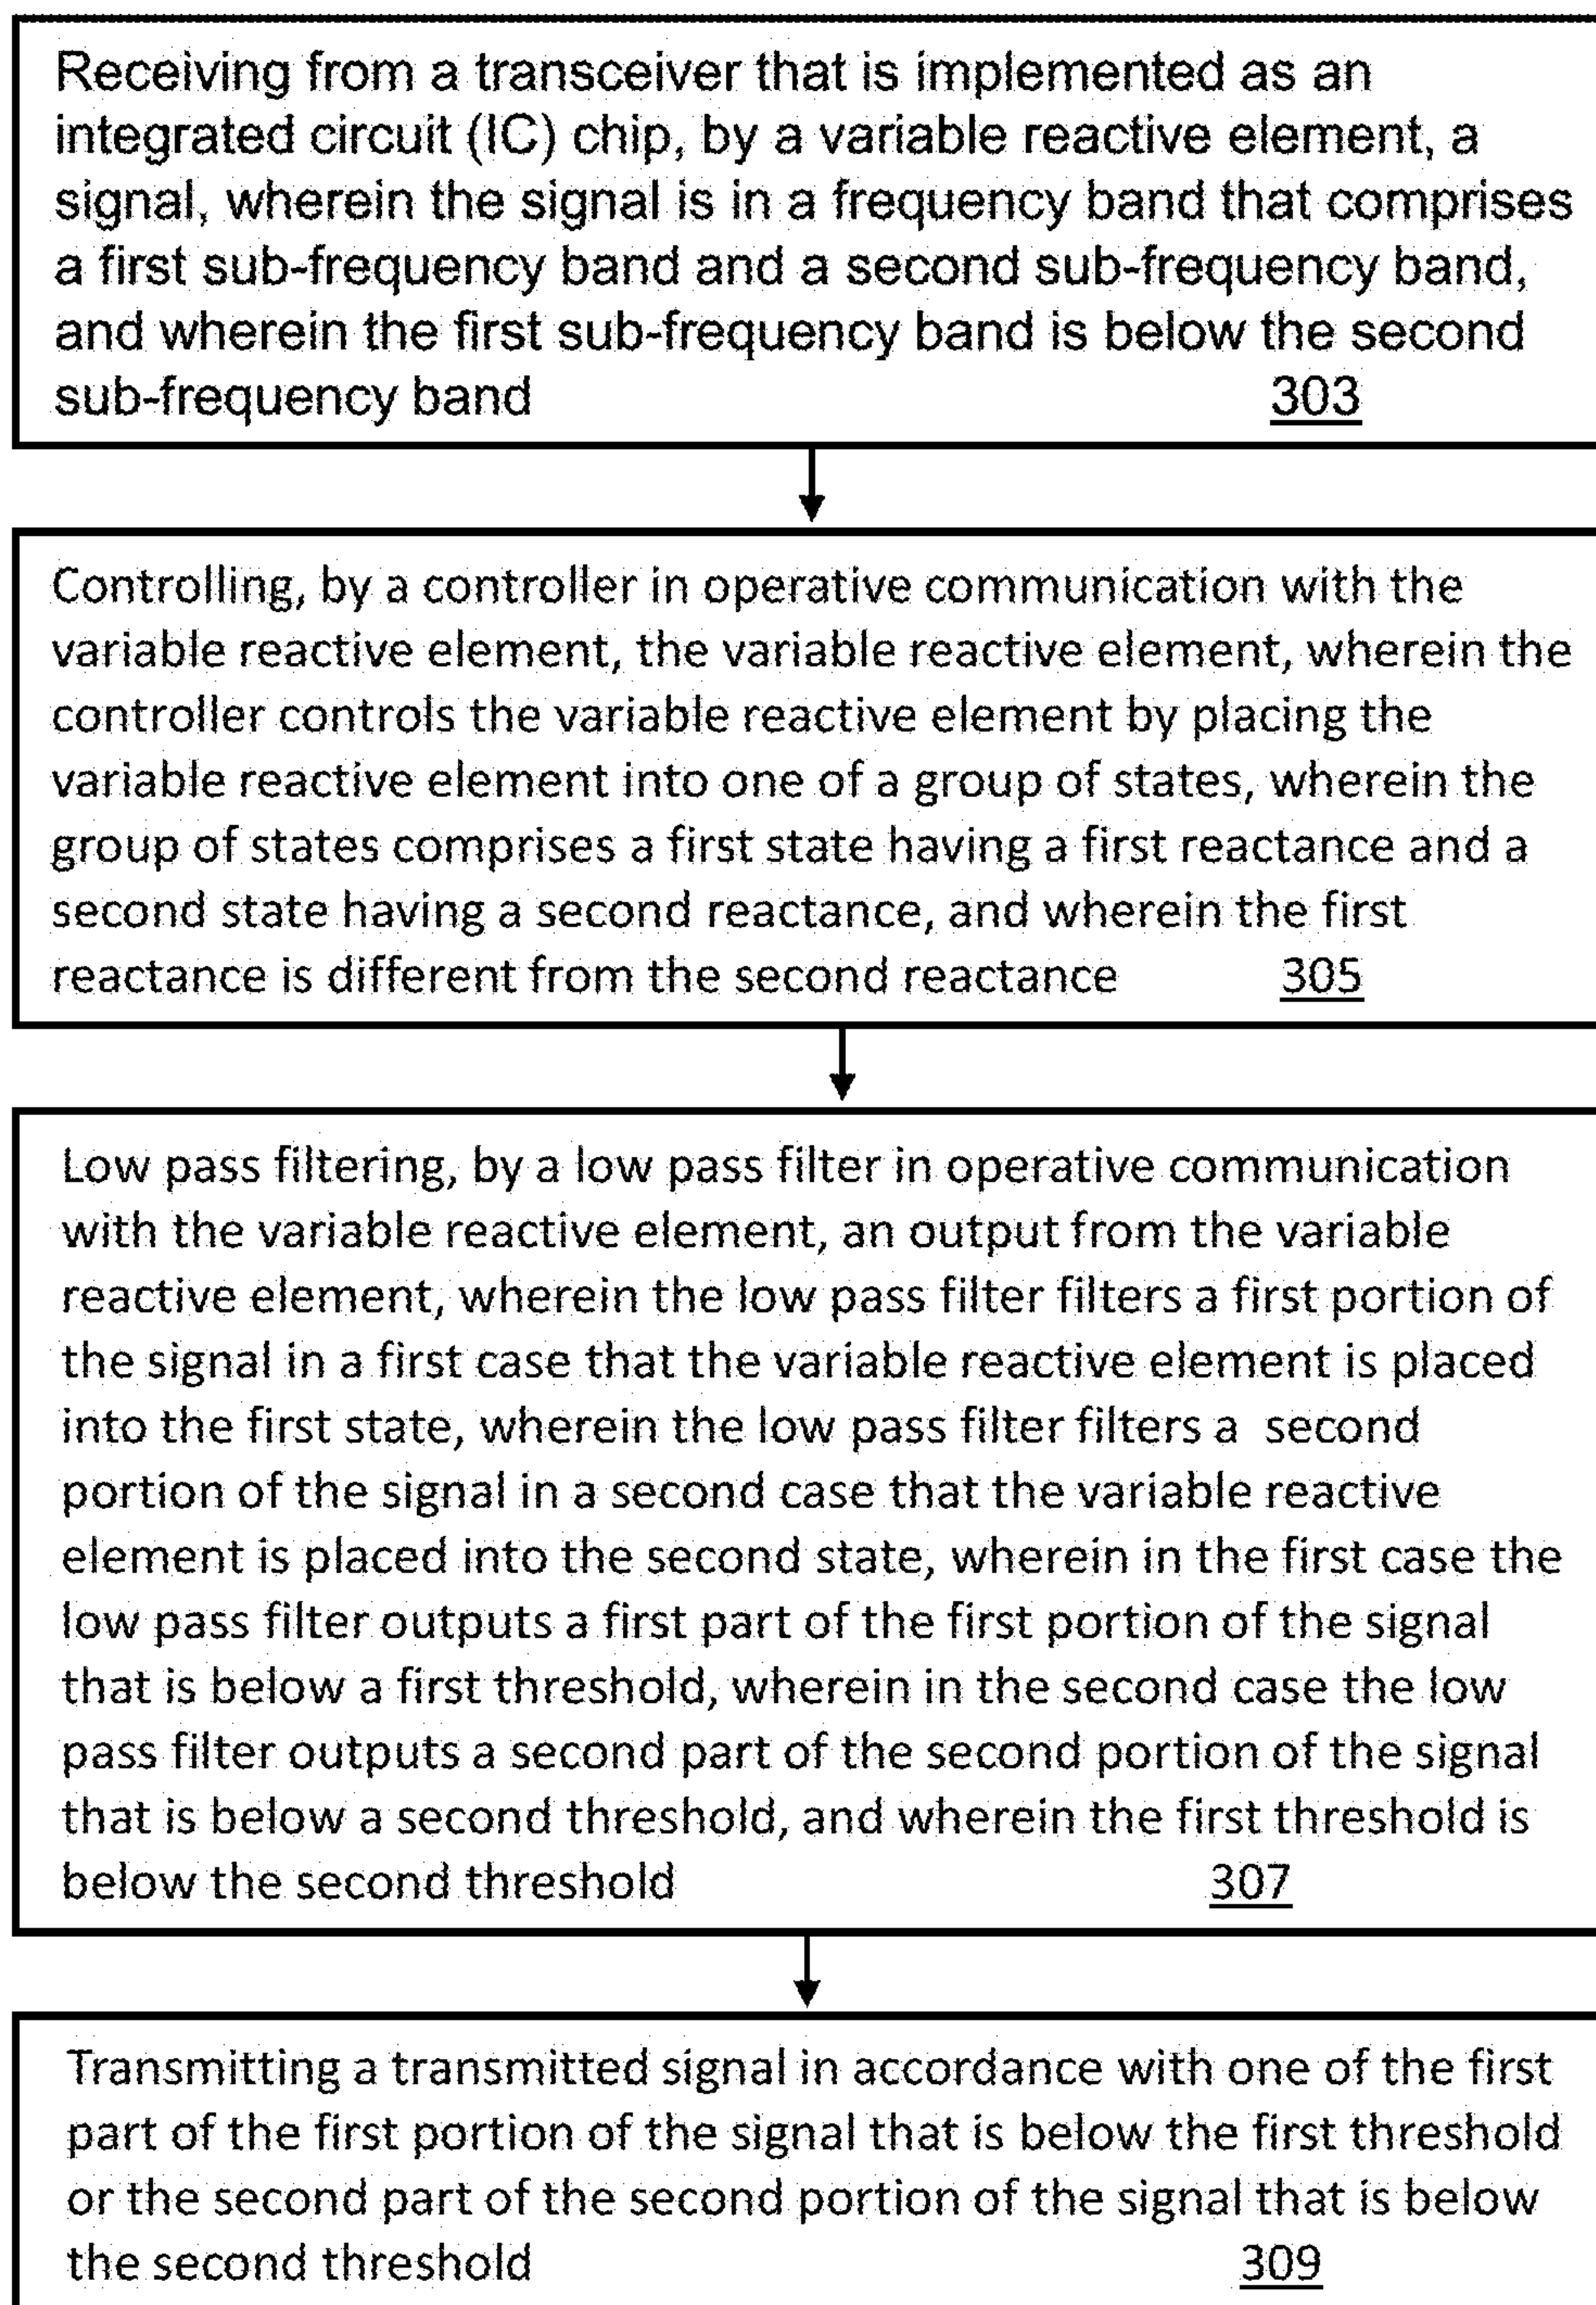 Receiving from a transceiver that is implemented as an
integrated circuit (IC) chip, by a variable reactive element, a
signal, wherein the signal is in a frequency band that comprises
a first sub-frequency band and a second sub-frequency band,
and wherein the first sub-frequency band is below the second
sub-frequency band 303
Controlling, by a controller in operative communication with the
variable reactive element, the variable reactive element, wherein the
controller controls the variable reactive element by placing the
variable reactive element into one of a group of states, wherein the
group of states comprises a first state having a first reactance and a
second state having a second reactance, and wherein the first
reactance is different from the second reactance 305
Low pass filtering, by a low pass filter in operative communication
with the variable reactive element, an output from the variable
reactive element, wherein the low pass filter filters a first portion of
the signal in a first case that the variable reactive element is placed
into the first state, wherein the low pass filter filters a second
portion of the signal in a second case that the variable reactive
element is placed into the second state, wherein in the first case the
low pass filter outputs a first part of the first portion of the signal
that is below a first threshold, wherein in the second case the low
pass filter outputs a second part of the second portion of the signal
that is below a second threshold, and wherein the first threshold is
below the second threshold 307
Transmitting a transmitted signal in accordance with one of the first
part of the first portion of the signal that is below the first threshold
or the second part of the second portion of the signal that is below
the second threshold 309